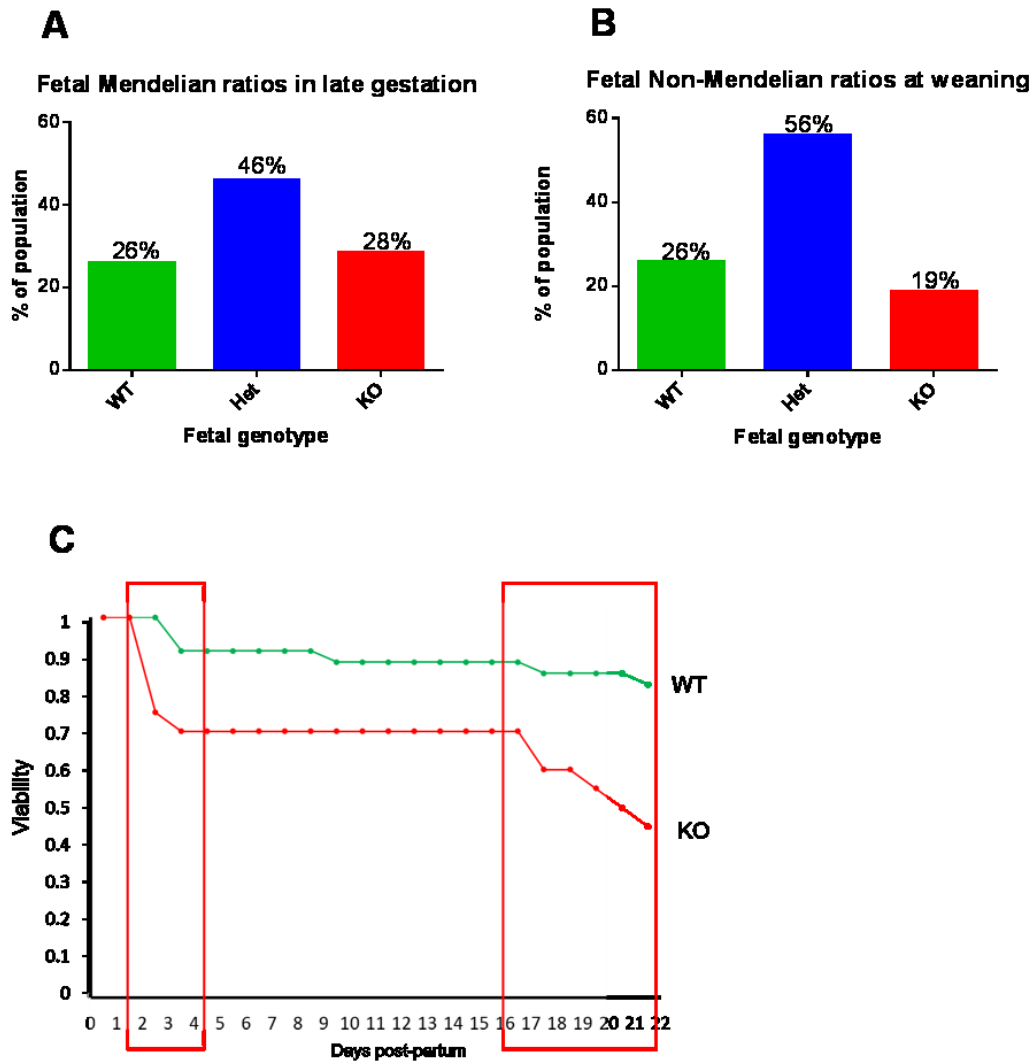 A
Fetal Mendelian ratios in late gestation
60
40
20
0
% of population
26%
46%
28%
WT
Het
KO
Fetal genotype
B
Fetal Non-Mendelian ratios at weaning
60
40
20
0
% of population
26%
56%
19%
WT
Het
KO
Fetal genotype
C
1
0.9
0.8
0.7
0.6
0.5
0.4
0.3
0.2
0.1
0
Viability
WT
KO
0 1 2 3 4 5 6 7 8 9 10 11 12 13 14 15 16 17 18 19 20 21 22
Days post-partum